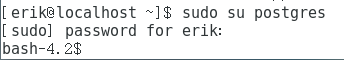 [erik@localhost ~]$ sudo su postgres
[sudo] password for erik:
bash-4.2$